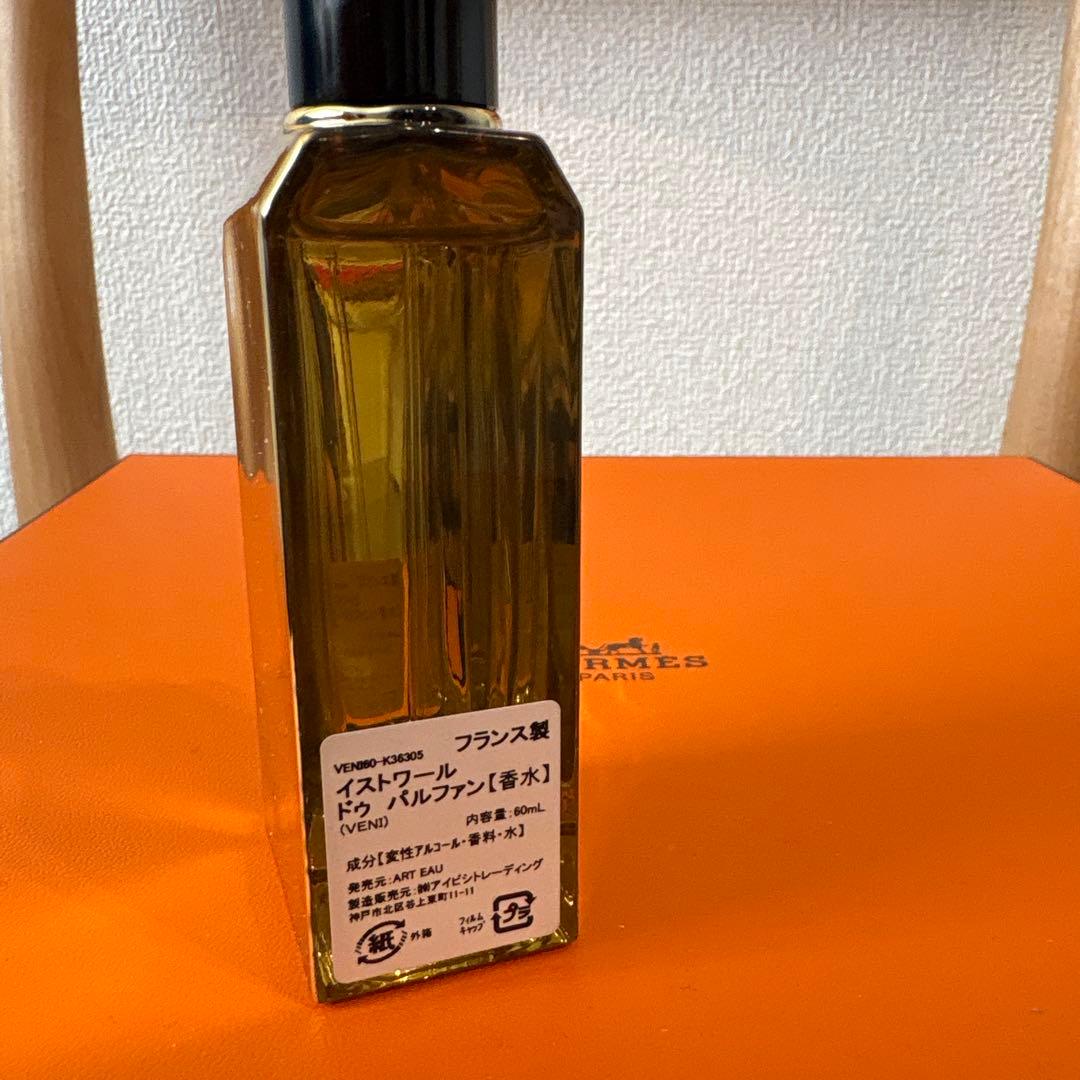 HERMES
PARIS
VENI60-K36305
フランス製
イストワール
ドゥ パルファン【香水】
(VENI)
内容量:60mL
成分【変性アルコール・香料・水】
発売元:ART EAU
製造販売元:㈱アイビシトレーディング
神戸市北区谷上東町11-11
紙
外箱
フィルム
キャップ
プラ